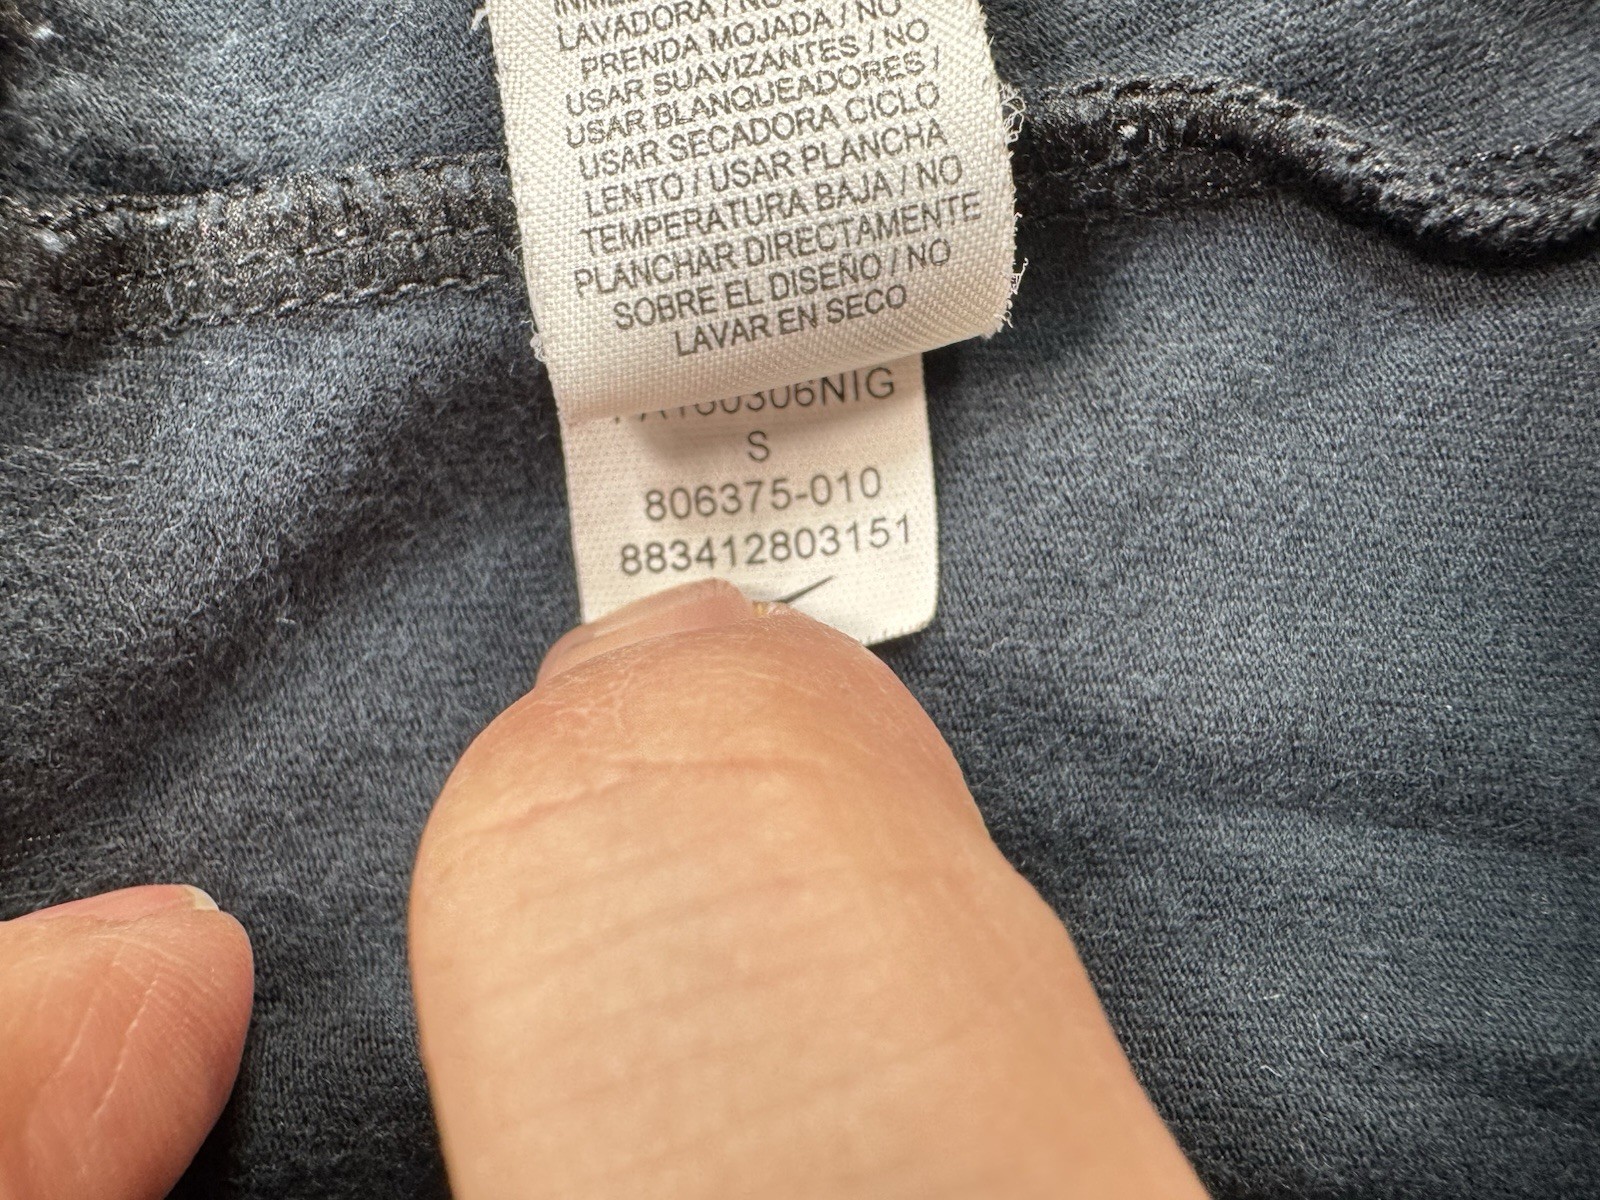 LAVADORA / NO
PRENDA MOJADA / NO
USAR SUAVIZANTES / NO
USAR BLANQUEADORES /
USAR SECADORA CICLO
LENTO / USAR PLANCHA
TEMPERATURA BAJA / NO
PLANCHAR DIRECTAMENTE
SOBRE EL DISEÑO / NO
LAVAR EN SECO
S
806375-010
883412803151